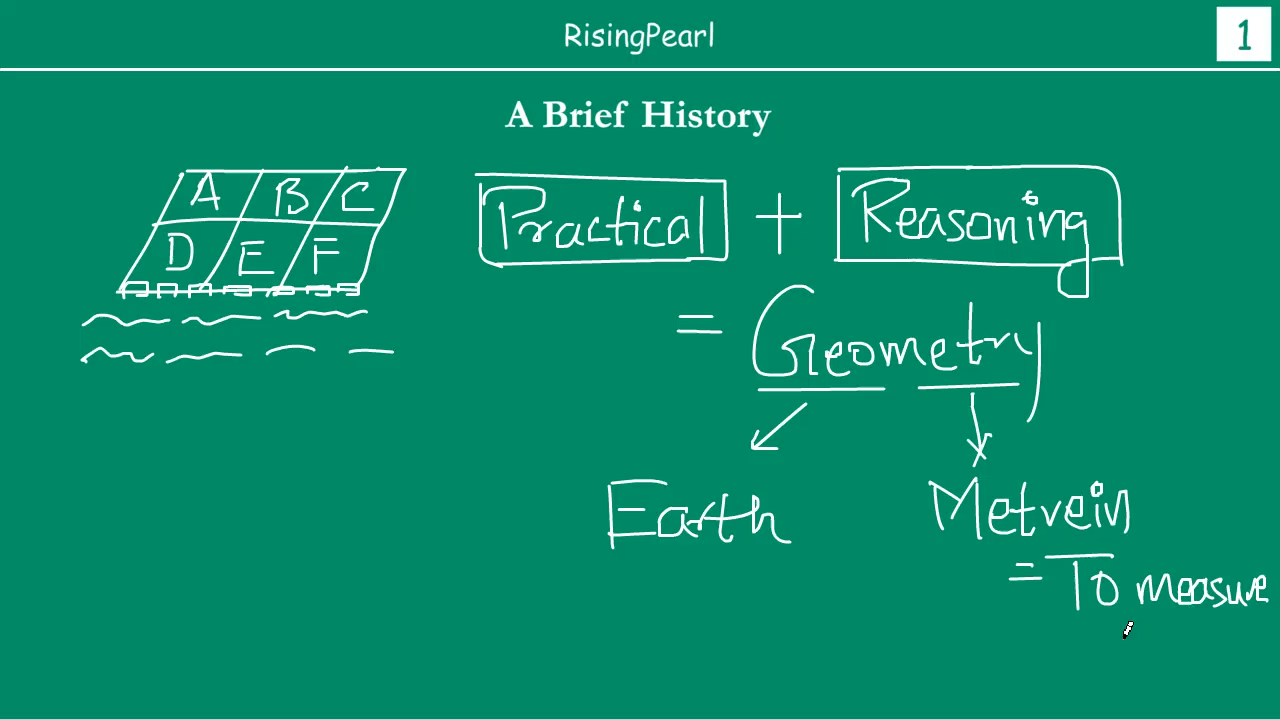 RisingPearl
1
A Brief History
A B C
D E F
Practical + Reasoning
= Geometry
Earth
Metrein
= To measure